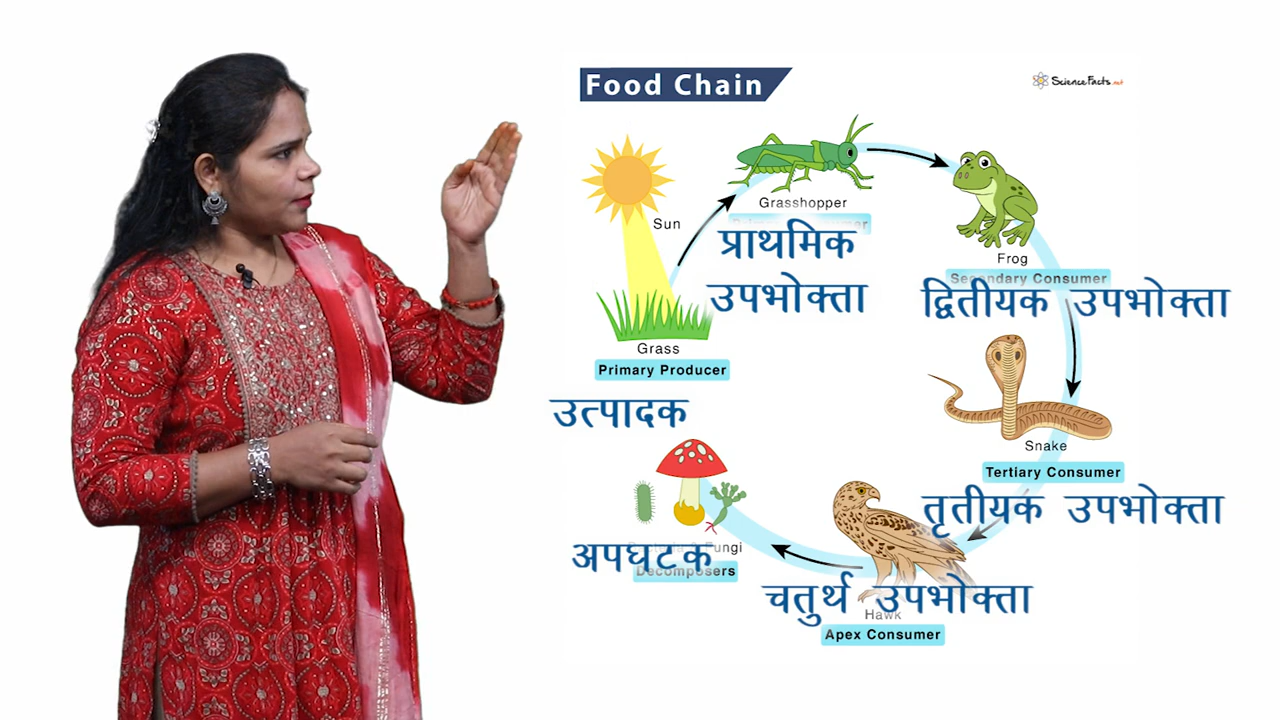 Food Chain
ScienceFacts.net
Sun
Grasshopper
प्राथमिक
उपभोक्ता
Frog
Secondary Consumer
द्वितीयक उपभोक्ता
Grass
Primary Producer
उत्पादक
Snake
Tertiary Consumer
तृतीयक उपभोक्ता
Fungi
अपघटक
Decomposers
चतुर्थ उपभोक्ता
Hawk
Apex Consumer